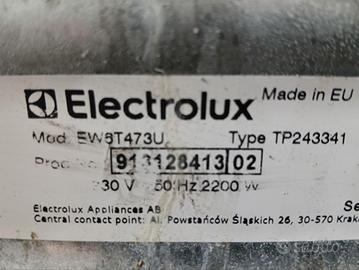 Electrolux
Made in EU
Mod. EW6T473U Type TP243341
913128413 02
230 V 50 Hz 2200 W
Electrolux Appliances AB
Central contact point: Al. Powstańców Śląskich 26, 30-570